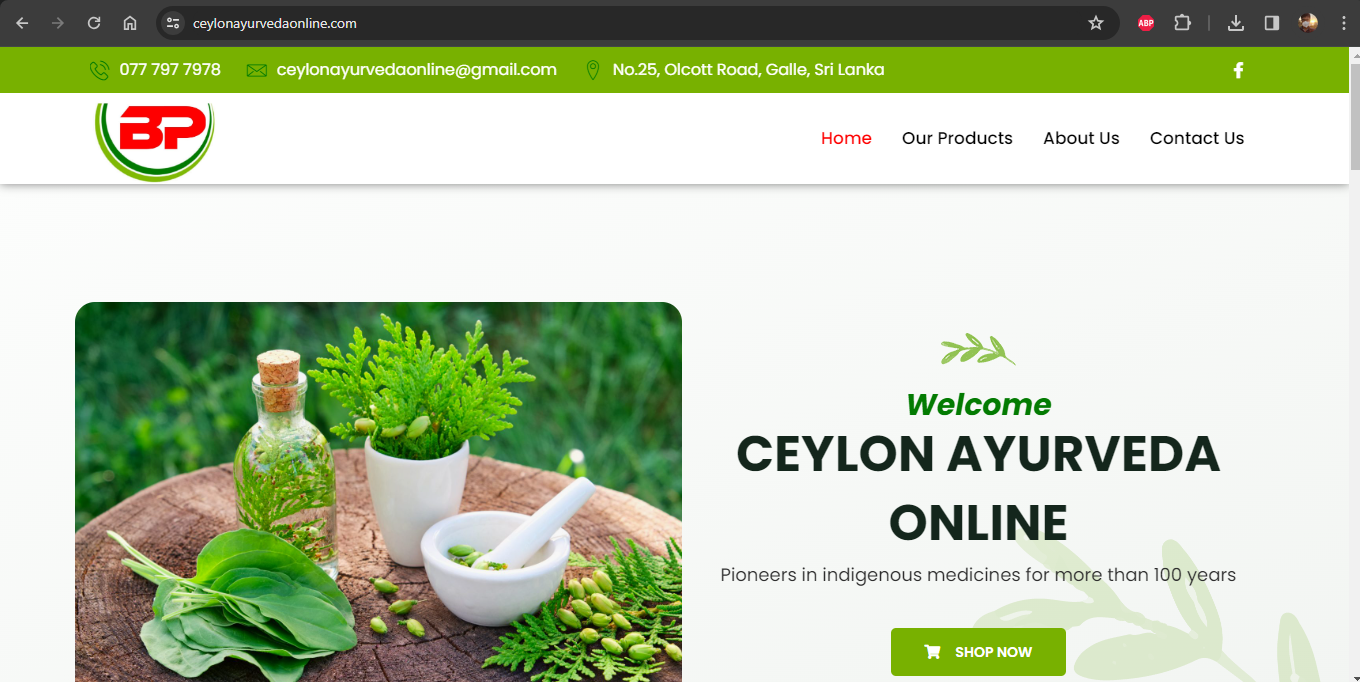 ceylonayurvedaonline.com
ABP
077 797 7978 ceylonayurvedaonline@gmail.com No.25, Olcott Road, Galle, Sri Lanka
BP
Home Our Products About Us Contact Us
Welcome
CEYLON AYURVEDA
ONLINE
Pioneers in indigenous medicines for more than 100 years
SHOP NOW